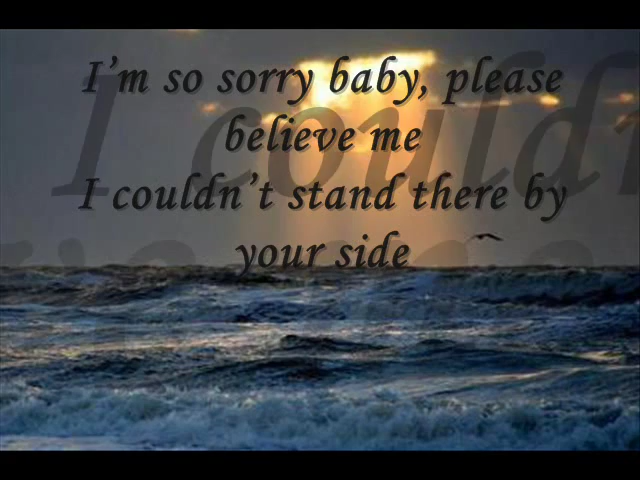 I’m so sorry baby, please
believe me
I couldn’t stand there by
your side